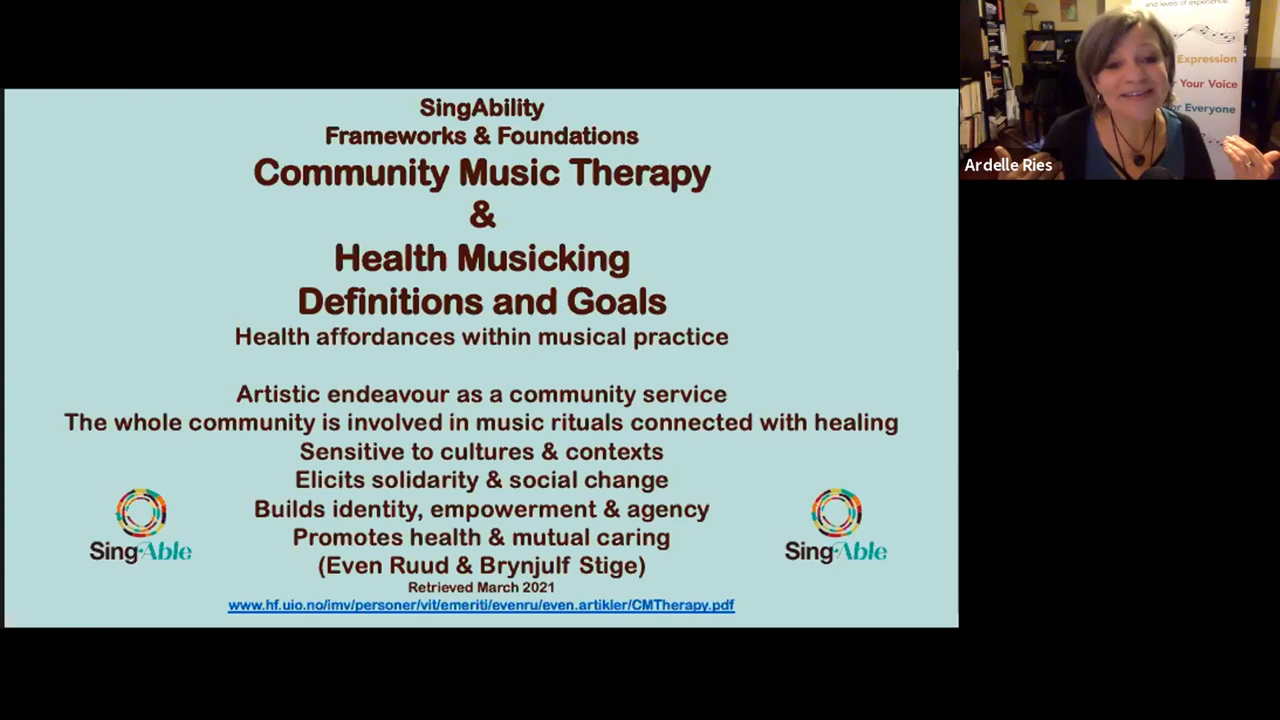 SingAbility
Frameworks & Foundations
Community Music Therapy
&
Health Musicking
Definitions and Goals
Health affordances within musical practice
Artistic endeavour as a community service
The whole community is involved in music rituals connected with healing
Sensitive to cultures & contexts
Elicits solidarity & social change
Builds identity, empowerment & agency
Promotes health & mutual caring
(Even Ruud & Brynjulf Stige)
Retrieved March 2021
www.hf.uio.no/imv/personer/vit/emeriti/evenru/even.artikler/CMTherapy.pdf
SingAble
SingAble
and levels of experience.
Expression
Your Voice
Everyone
Ardelle Ries